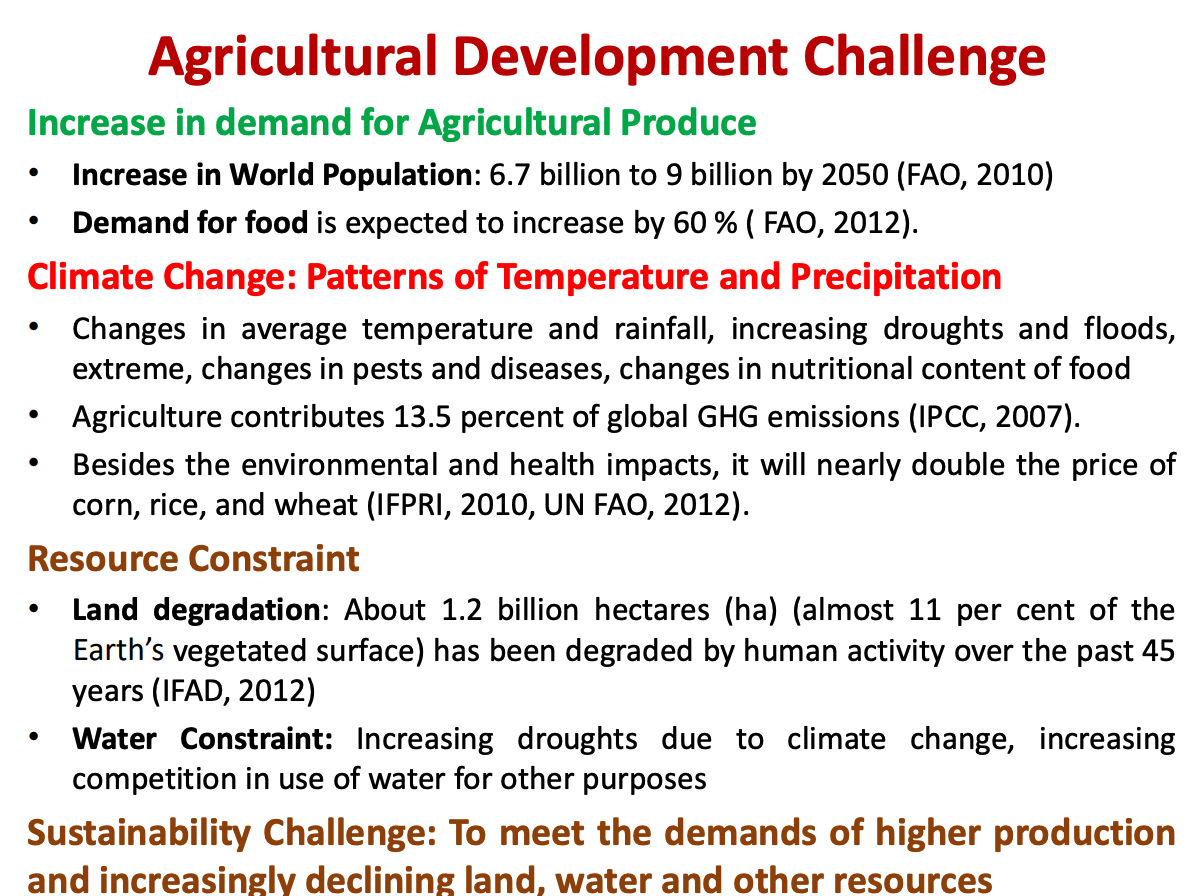 Agricultural Development Challenge
Increase in demand for Agricultural Produce
• Increase in World Population: 6.7 billion to 9 billion by 2050 (FAO, 2010)
• Demand for food is expected to increase by 60 % ( FAO, 2012).
Climate Change: Patterns of Temperature and Precipitation
• Changes in average temperature and rainfall, increasing droughts and floods,
extreme, changes in pests and diseases, changes in nutritional content of food
• Agriculture contributes 13.5 percent of global GHG emissions (IPCC, 2007).
• Besides the environmental and health impacts, it will nearly double the price of
corn, rice, and wheat (IFPRI, 2010, UN FAO, 2012).
Resource Constraint
• Land degradation: About 1.2 billion hectares (ha) (almost 11 per cent of the
Earth’s vegetated surface) has been degraded by human activity over the past 45
years (IFAD, 2012)
• Water Constraint: Increasing droughts due to climate change, increasing
competition in use of water for other purposes
Sustainability Challenge: To meet the demands of higher production
and increasingly declining land, water and other resources